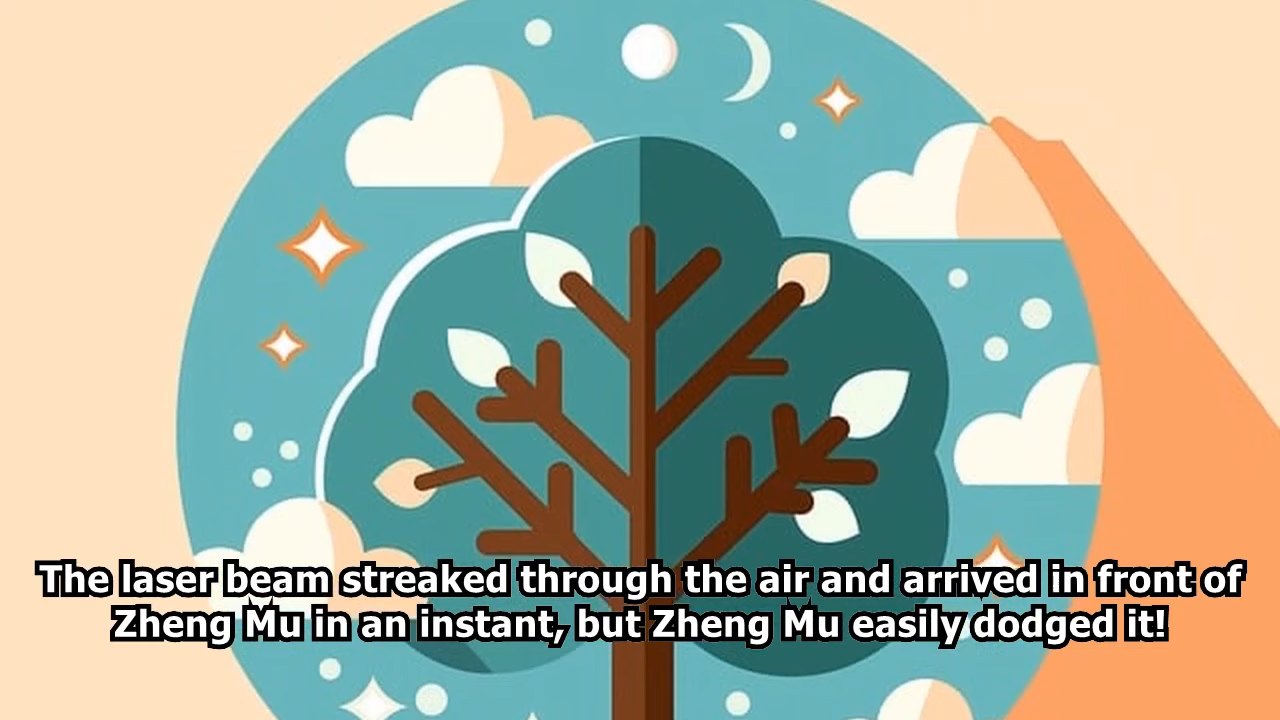 The laser beam streaked through the air and arrived in front of
Zheng Mu in an instant, but Zheng Mu easily dodged it!